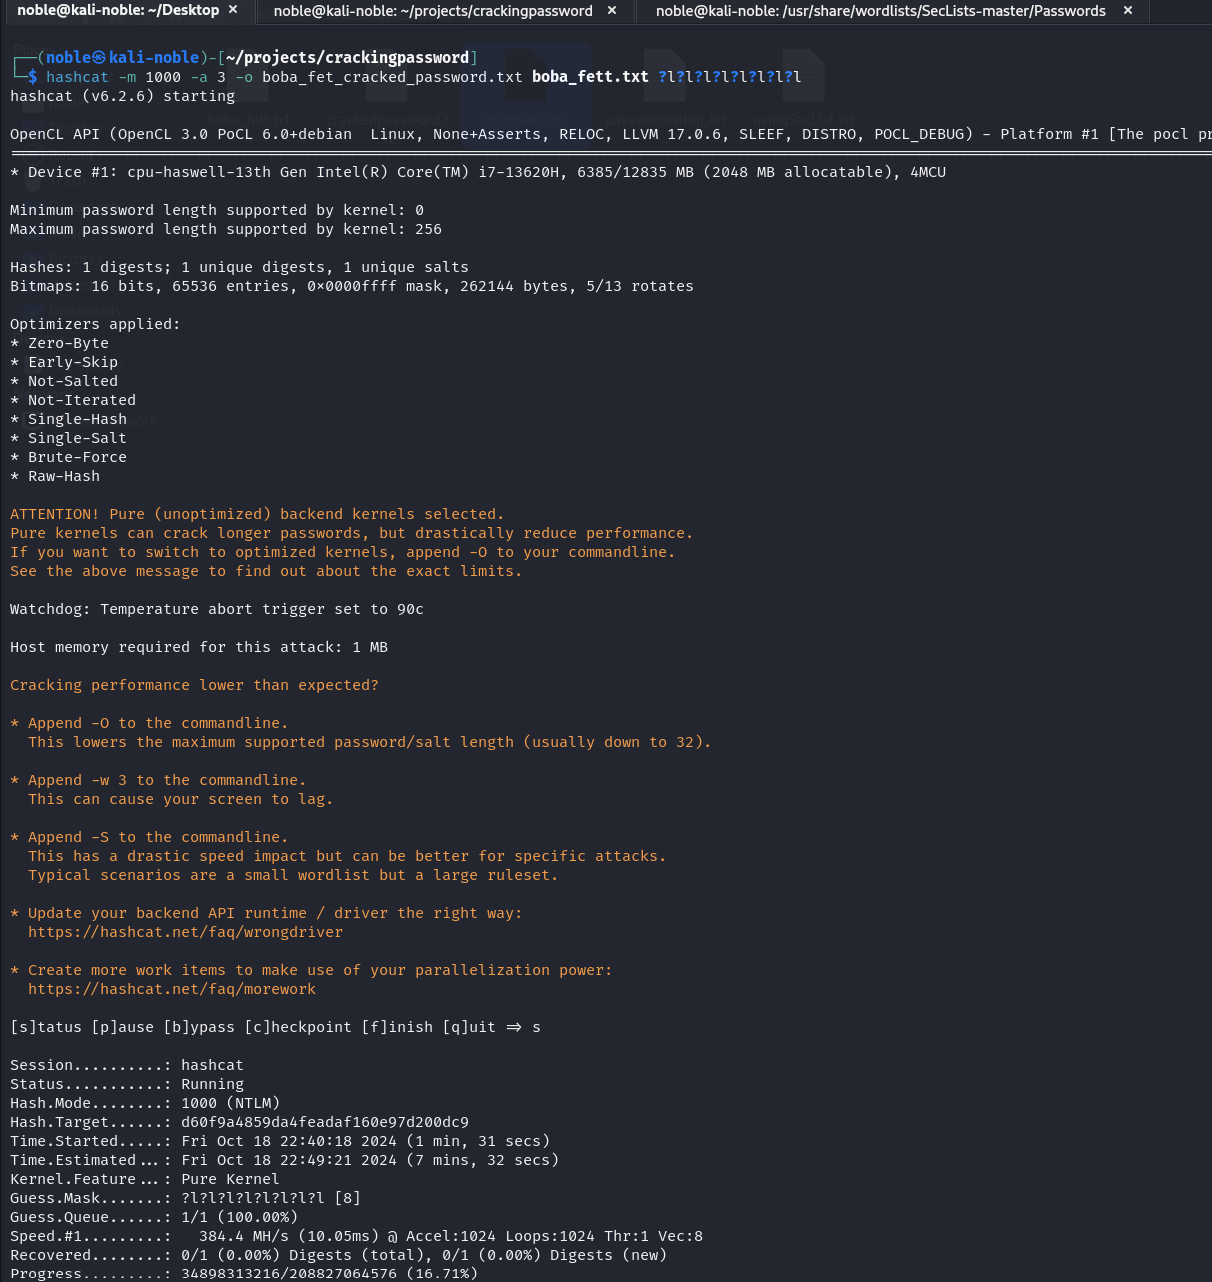 noble@kali-noble: ~/Desktop × noble@kali-noble: ~/projects/crackingpassword × noble@kali-noble: /usr/share/wordlists/SecLists-master/Passwords ×
┌──(noble㉿kali-noble)-[~/projects/crackingpassword]
└─$ hashcat -m 1000 -a 3 -o boba_fet_cracked_password.txt boba_fett.txt ?l?l?l?l?l?l?l?l
hashcat (v6.2.6) starting
OpenCL API (OpenCL 3.0 PoCL 6.0+debian  Linux, None+Asserts, RELOC, LLVM 17.0.6, SLEEF, DISTRO, POCL_DEBUG) - Platform #1 [The pocl pr
* Device #1: cpu-haswell-13th Gen Intel(R) Core(TM) i7-13620H, 6385/12835 MB (2048 MB allocatable), 4MCU
Minimum password length supported by kernel: 0
Maximum password length supported by kernel: 256
Hashes: 1 digests; 1 unique digests, 1 unique salts
Bitmaps: 16 bits, 65536 entries, 0×0000ffff mask, 262144 bytes, 5/13 rotates
Optimizers applied:
* Zero-Byte
* Early-Skip
* Not-Salted
* Not-Iterated
* Single-Hash
* Single-Salt
* Brute-Force
* Raw-Hash
ATTENTION! Pure (unoptimized) backend kernels selected.
Pure kernels can crack longer passwords, but drastically reduce performance.
If you want to switch to optimized kernels, append -O to your commandline.
See the above message to find out about the exact limits.
Watchdog: Temperature abort trigger set to 90c
Host memory required for this attack: 1 MB
Cracking performance lower than expected?
* Append -O to the commandline.
  This lowers the maximum supported password/salt length (usually down to 32).
* Append -w 3 to the commandline.
  This can cause your screen to lag.
* Append -S to the commandline.
  This has a drastic speed impact but can be better for specific attacks.
  Typical scenarios are a small wordlist but a large ruleset.
* Update your backend API runtime / driver the right way:
  https://hashcat.net/faq/wrongdriver
* Create more work items to make use of your parallelization power:
  https://hashcat.net/faq/morework
[s]tatus [p]ause [b]ypass [c]heckpoint [f]inish [q]uit ⇒ s
Session..........: hashcat
Status...........: Running
Hash.Mode........: 1000 (NTLM)
Hash.Target......: d60f9a4859da4feadaf160e97d200dc9
Time.Started.....: Fri Oct 18 22:40:18 2024 (1 min, 31 secs)
Time.Estimated...: Fri Oct 18 22:49:21 2024 (7 mins, 32 secs)
Kernel.Feature...: Pure Kernel
Guess.Mask.......: ?l?l?l?l?l?l?l?l [8]
Guess.Queue......: 1/1 (100.00%)
Speed.#1.........:   384.4 MH/s (10.05ms) @ Accel:1024 Loops:1024 Thr:1 Vec:8
Recovered........: 0/1 (0.00%) Digests (total), 0/1 (0.00%) Digests (new)
Progress.........: 34898313216/208827064576 (16.71%)